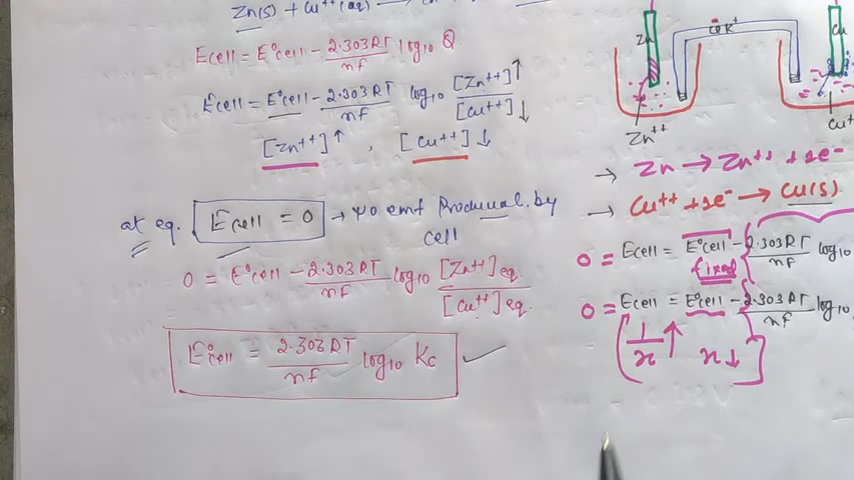 Zn(s) + Cu⁺⁺(aq)
Ecell = E°cell - 2.303RT/nf log10 Q
Ecell = E°cell - 2.303RT/nf log10 [Zn⁺⁺]↑/[Cu⁺⁺]↓
[Zn⁺⁺]↑ , [Cu⁺⁺]↓
at eq. Ecell = 0 → no emf Produced by
cell
0 = E°cell - 2.303RT/nf log10 [Zn⁺⁺]eq./[Cu⁺⁺]eq.
E°cell = 2.303RT/nf log10 Kc
Zn
Cu
Zn⁺⁺
Cu⁺
→ Zn → Zn⁺⁺ + 2e⁻
→ Cu⁺⁺ + 2e⁻ → Cu(s)
0 = Ecell = E°cell - 2.303RT/nf log10
fixed
0 = Ecell = E°cell - 2.303RT/nf log10
1/x ↑ x↓